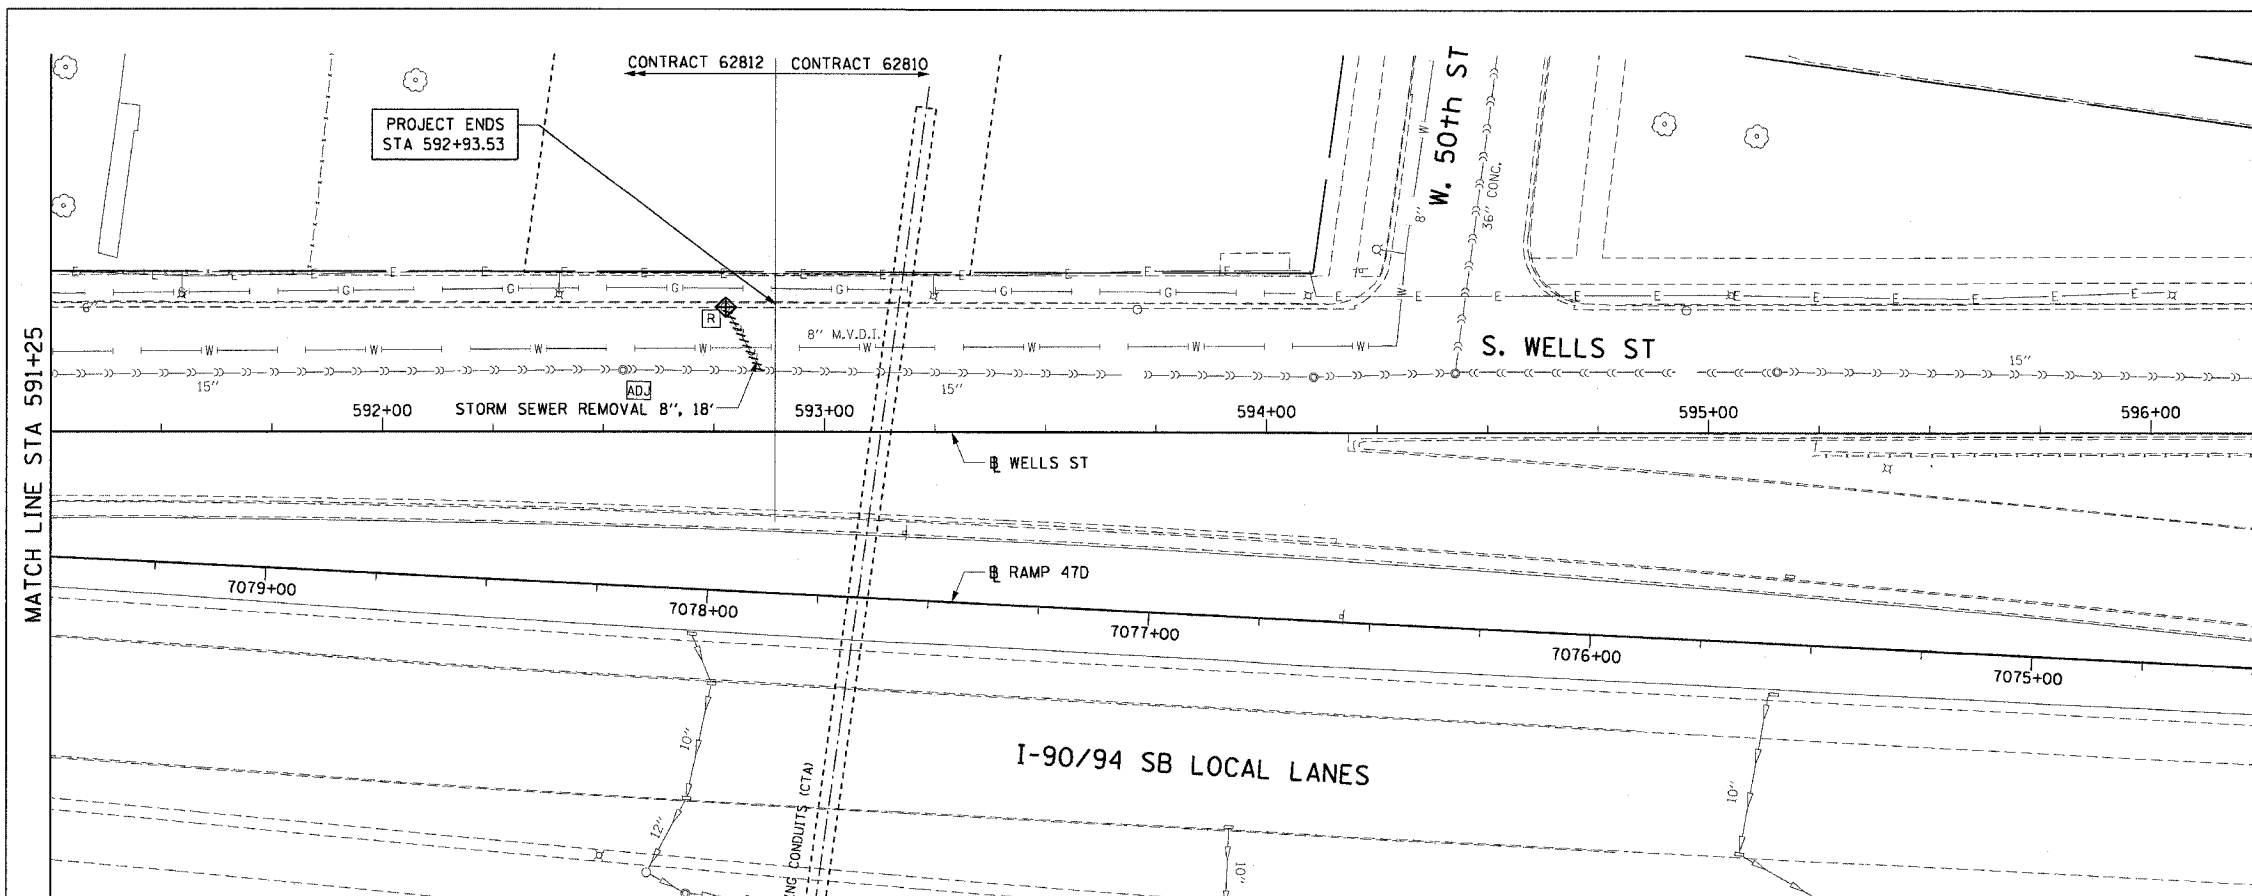 CONTRACT 62812
CONTRACT 62810
PROJECT ENDS
STA 592+93.53
W. 50th ST
8"
36" CONC.
W
E E E E E E E E E E E E E E E
G G G G G G
E E E E E E E E E E E
6"
R
8" M.V.D.I.
W W W W W W W W
W
S. WELLS ST
15"
15"
15"
ADJ
STORM SEWER REMOVAL 8", 18'
592+00
593+00
594+00
595+00
596+00
MATCH LINE STA 591+25
BL WELLS ST
BL RAMP 47D
7079+00
7078+00
7077+00
7076+00
7075+00
I-90/94 SB LOCAL LANES
10"
12"
10"
10"
CONDUITS (CTA)